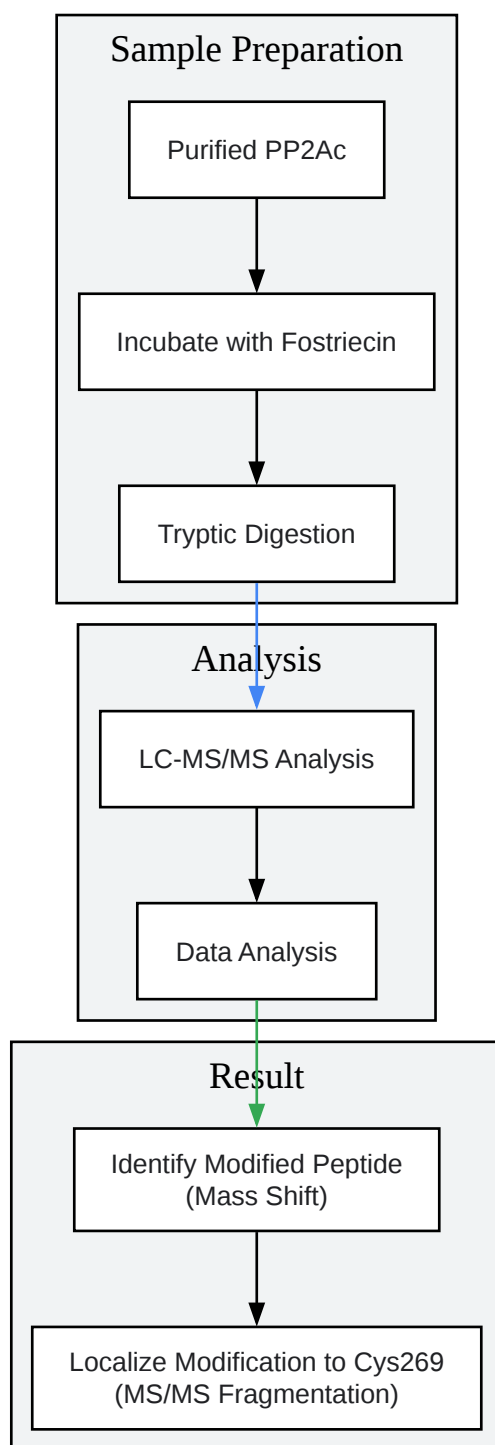 Sample Preparation
Purified PP2Ac
Incubate with Fostriecin
Tryptic Digestion
Analysis
LC-MS/MS Analysis
Data Analysis
Result
Identify Modified Peptide
(Mass Shift)
Localize Modification to Cys269
(MS/MS Fragmentation)